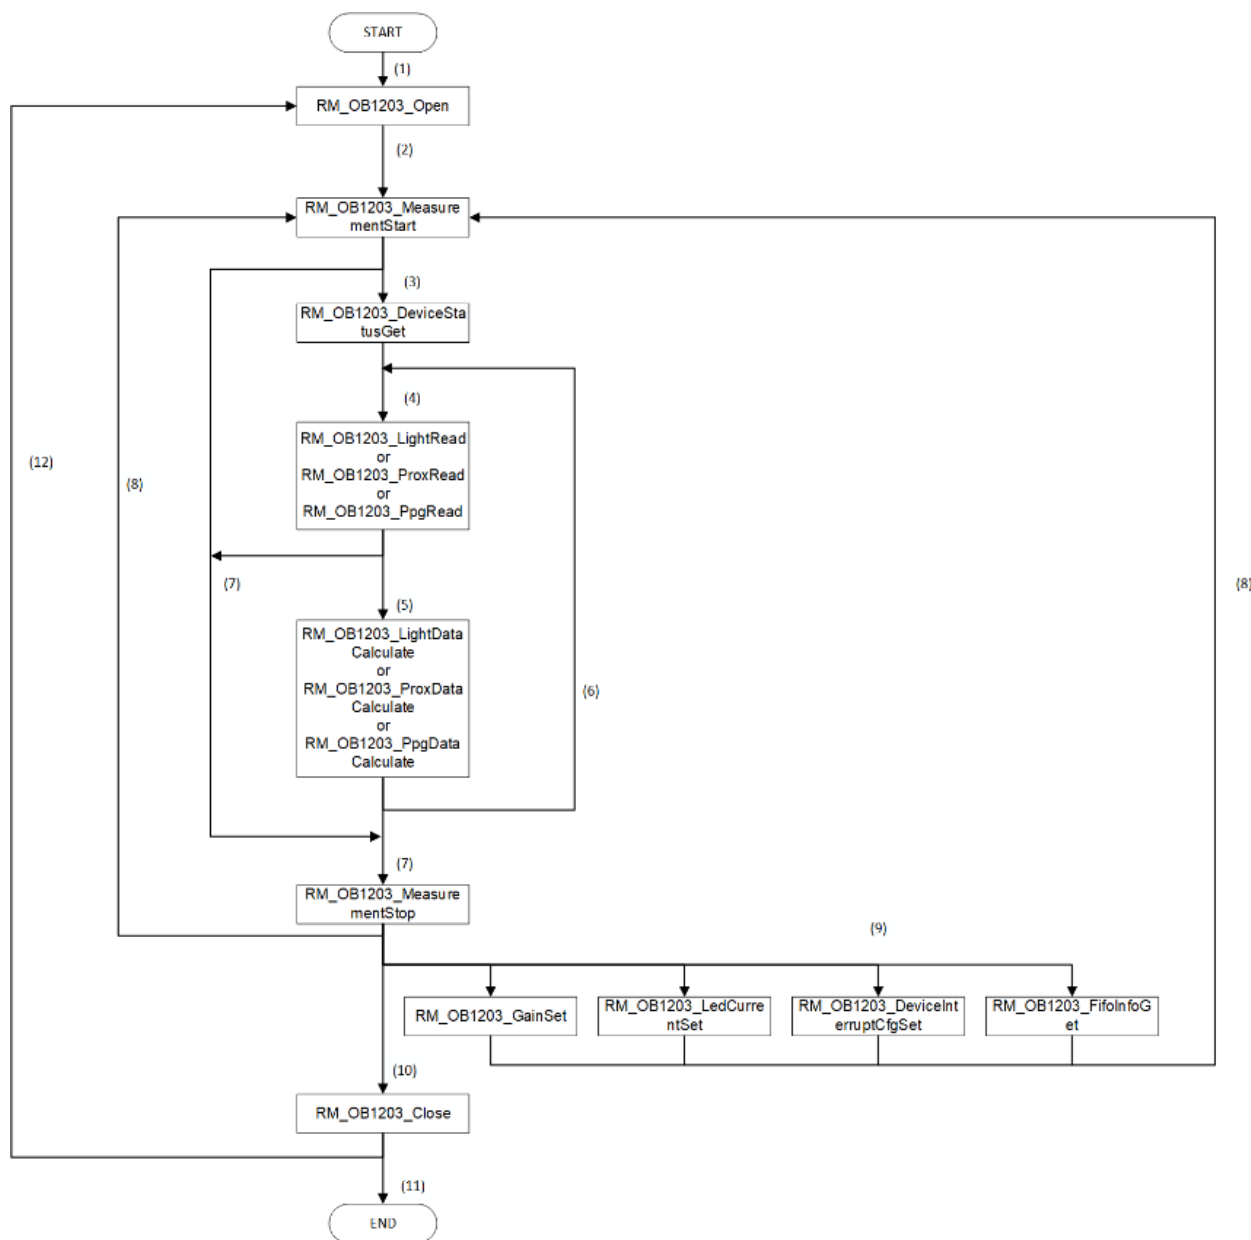 START
(1)
RM_OB1203_Open
(2)
RM_OB1203_Measure
mentStart
(3)
RM_OB1203_DeviceSta
tusGet
(4)
RM_OB1203_LightRead
or
RM_OB1203_ProxRead
or
RM_OB1203_PpgRead
(12)
(8)
(7)
(5)
RM_OB1203_LightData
Calculate
or
RM_OB1203_ProxData
Calculate
or
RM_OB1203_PpgData
Calculate
(6)
(8)
(7)
RM_OB1203_Measure
mentStop
(9)
RM_OB1203_GainSet
RM_OB1203_LedCurre
ntSet
RM_OB1203_DeviceInt
erruptCfgSet
RM_OB1203_FifoInfoG
et
(10)
RM_OB1203_Close
(11)
END